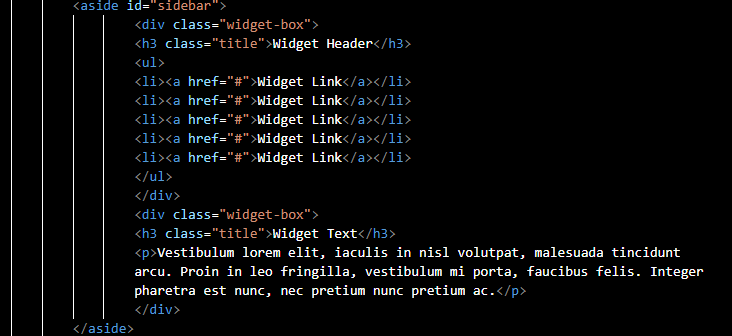 <aside id="sidebar">
<div class="widget-box">
<h3 class="title">Widget Header</h3>
<ul>
<li><a href="#">Widget Link</a></li>
<li><a href="#">Widget Link</a></li>
<li><a href="#">Widget Link</a></li>
<li><a href="#">Widget Link</a></li>
<li><a href="#">Widget Link</a></li>
</ul>
</div>
<div class="widget-box">
<h3 class="title">Widget Text</h3>
<p>Vestibulum lorem elit, iaculis in nisl volutpat, malesuada tincidunt
arcu. Proin in leo fringilla, vestibulum mi porta, faucibus felis. Integer
pharetra est nunc, nec pretium nunc pretium ac.</p>
</div>
</aside>